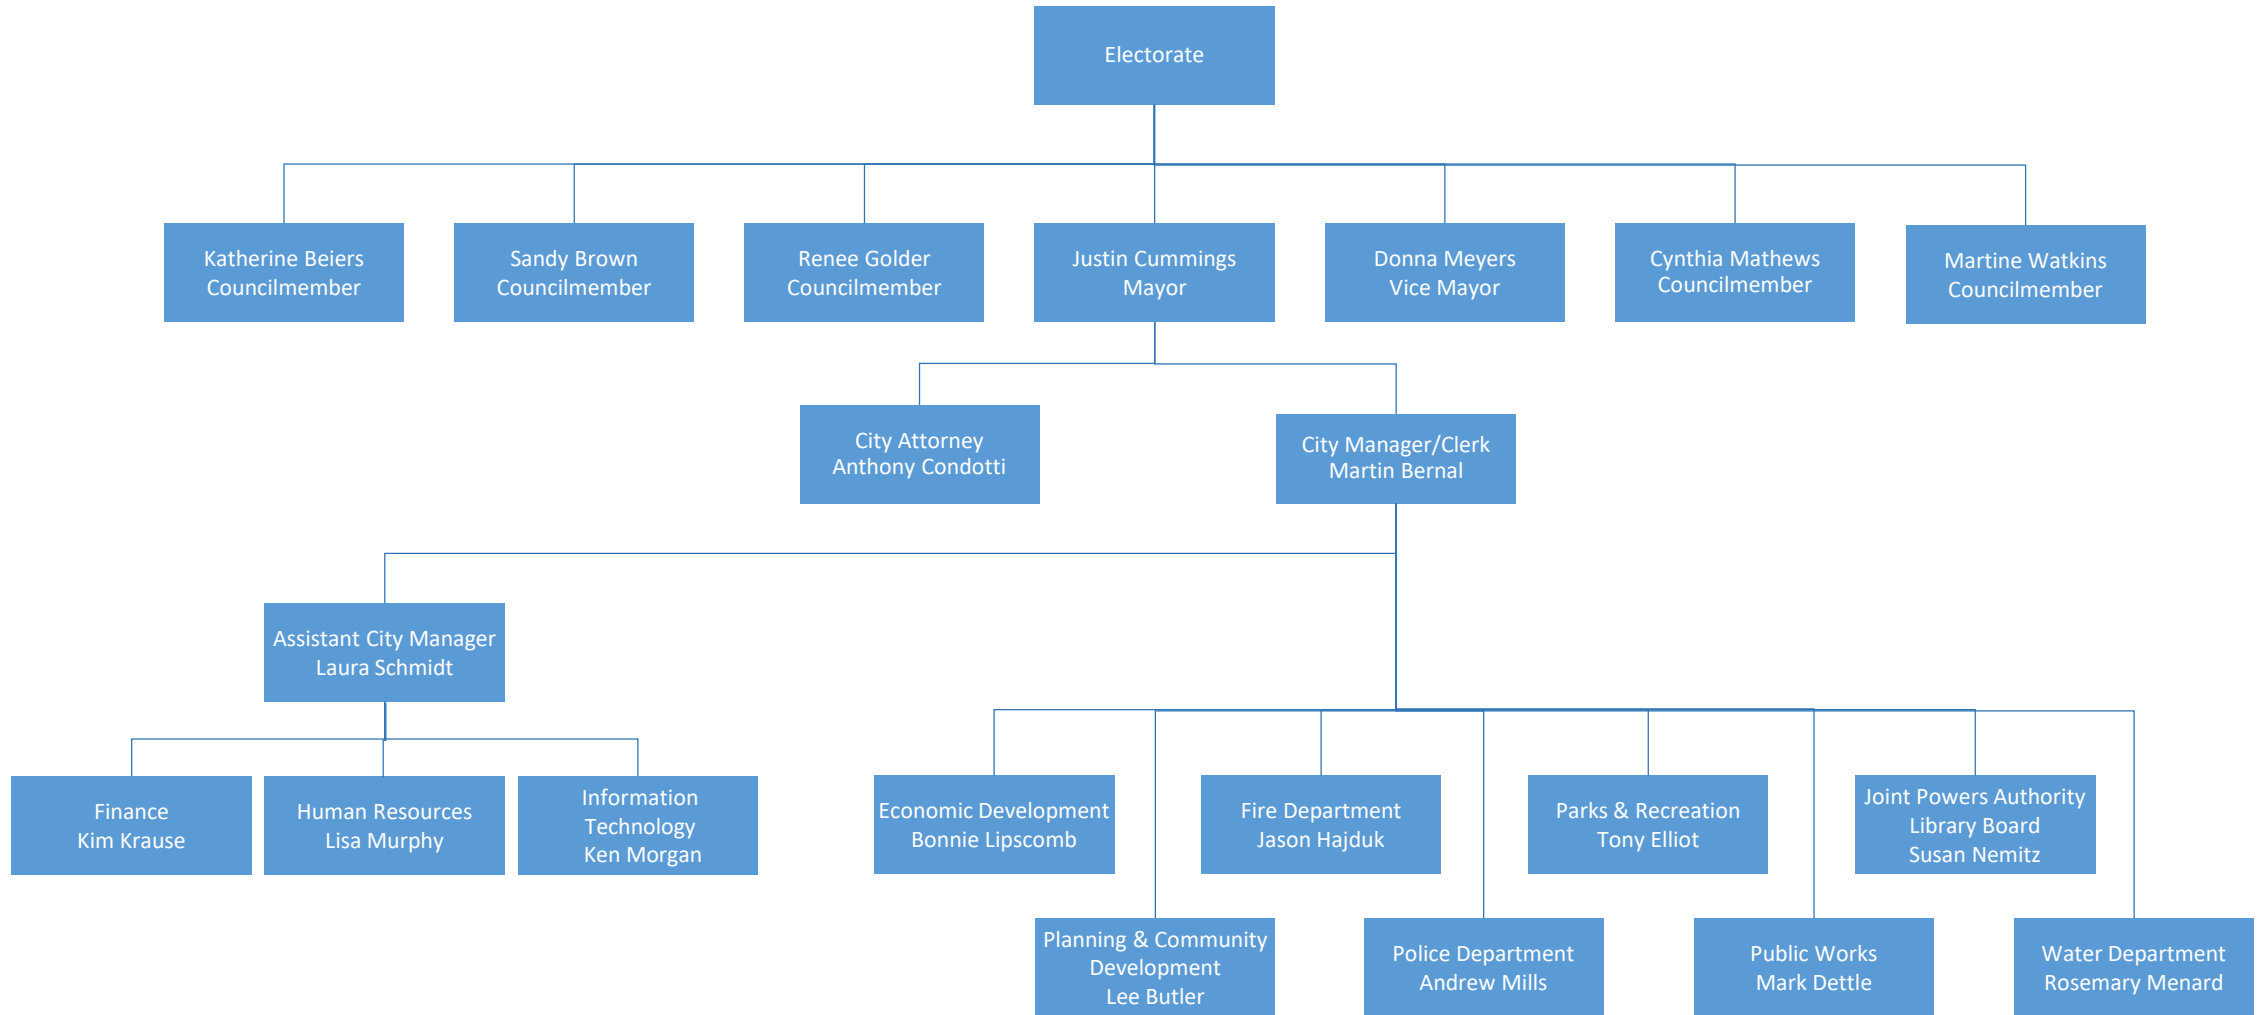 Electorate
Katherine Beiers
Councilmember
Sandy Brown
Councilmember
Renee Golder
Councilmember
Justin Cummings
Mayor
Donna Meyers
Vice Mayor
Cynthia Mathews
Councilmember
Martine Watkins
Councilmember
City Attorney
Anthony Condotti
City Manager/Clerk
Martin Bernal
Assistant City Manager
Laura Schmidt
Finance
Kim Krause
Human Resources
Lisa Murphy
Information
Technology
Ken Morgan
Economic Development
Bonnie Lipscomb
Fire Department
Jason Hajduk
Parks & Recreation
Tony Elliot
Joint Powers Authority
Library Board
Susan Nemitz
Planning & Community
Development
Lee Butler
Police Department
Andrew Mills
Public Works
Mark Dettle
Water Department
Rosemary Menard